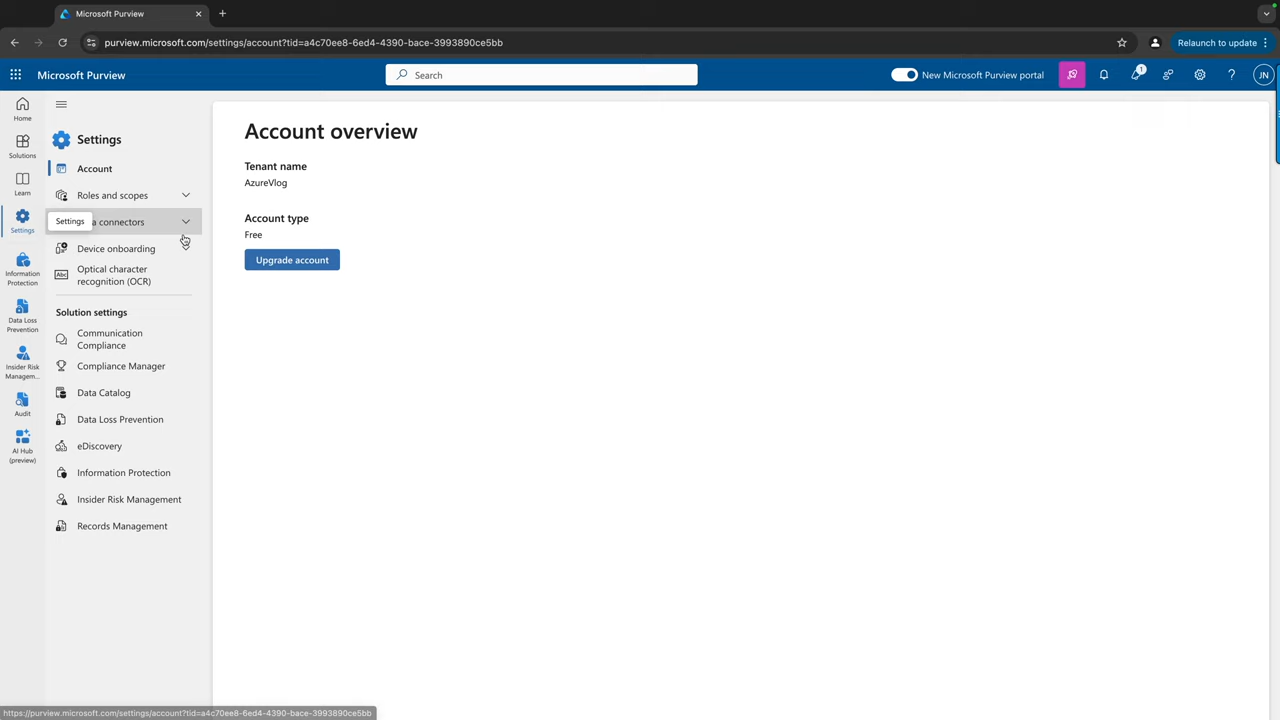 Microsoft Purview
purview.microsoft.com/settings/account?tid=a4c70ee8-6ed4-4390-bace-3993890ce5bb
Relaunch to update
Microsoft Purview
Search
New Microsoft Purview portal
1
JN
Home
Solutions
Learn
Settings
Information
Protection
Data Loss
Prevention
Insider Risk
Managem...
Audit
AI Hub
(preview)
Settings
Account
Roles and scopes
Settings
a connectors
Device onboarding
Abc
Optical character
recognition (OCR)
Solution settings
Communication
Compliance
Compliance Manager
Data Catalog
Data Loss Prevention
eDiscovery
Information Protection
Insider Risk Management
Records Management
Account overview
Tenant name
AzureVlog
Account type
Free
Upgrade account
https://purview.microsoft.com/settings/account?tid=a4c70ee8-6ed4-4390-bace-3993890ce5bb